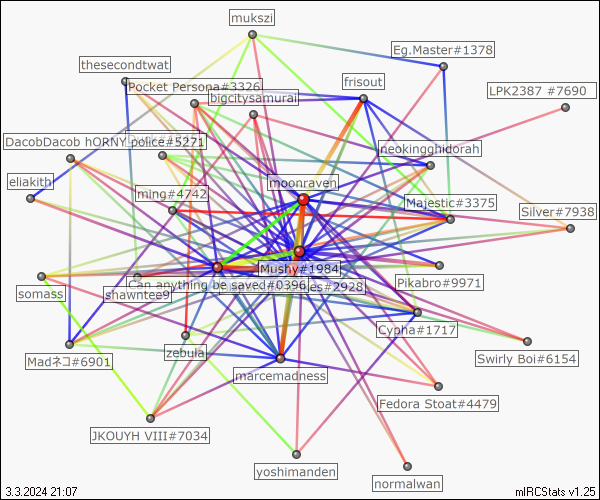 mukszi
Eg.Master#1378
thesecondtwat
Pocket Persona#3326
frisout
LPK2387 #7690
bigcitysamurai
DacobDacob hORNY police#5271
neokingghidorah
eliakith
moonraven
ming#4742
Majestic#3375
Silver#7938
Mushy#1984
Pikabro#9971
somass
Can anything be saved#0396
#2928
shawntee9
Cypha#1717
zebula
Madネコ#6901
Swirly Boi#6154
marcemadness
Fedora Stoat#4479
JKOUYH VIII#7034
yoshimanden
normalwan
3.3.2024 21:07
mIRCStats v1.25